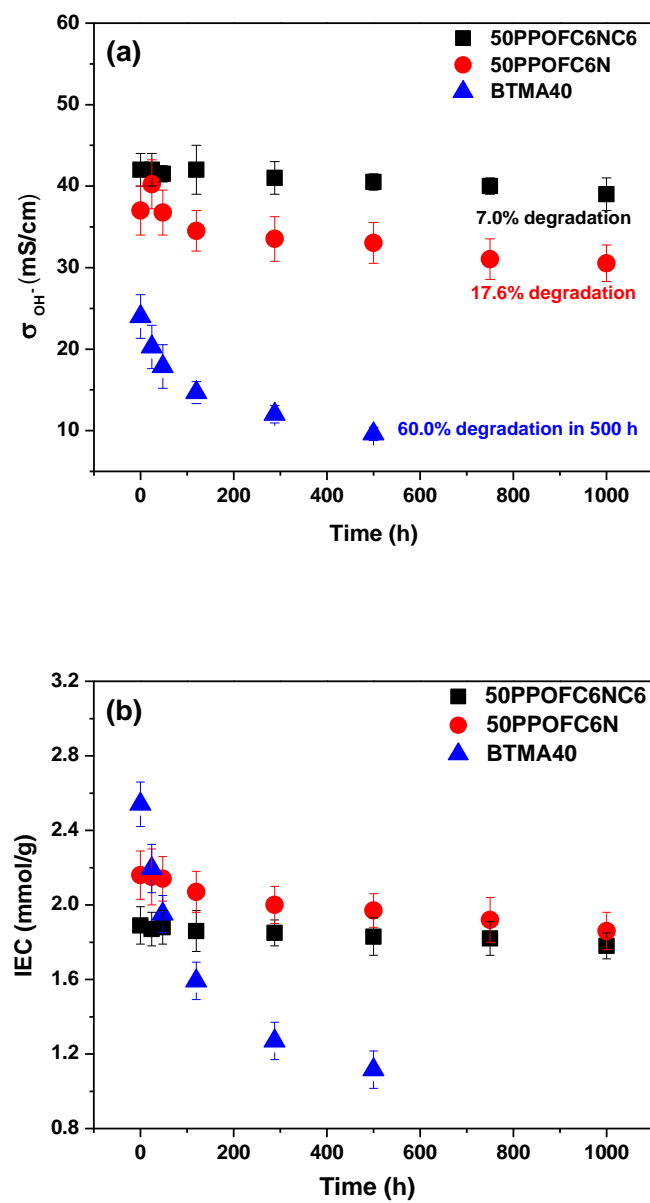 (a)
50PPOFC6NC6
50PPOFC6N
BTMA40
60
50
40
30
20
10
σ OH- (mS/cm)
7.0% degradation
17.6% degradation
60.0% degradation in 500 h
0 200 400 600 800 1000
Time (h)
(b)
50PPOFC6NC6
50PPOFC6N
BTMA40
3.2
2.8
2.4
2.0
1.6
1.2
0.8
IEC (mmol/g)
0 200 400 600 800 1000
Time (h)